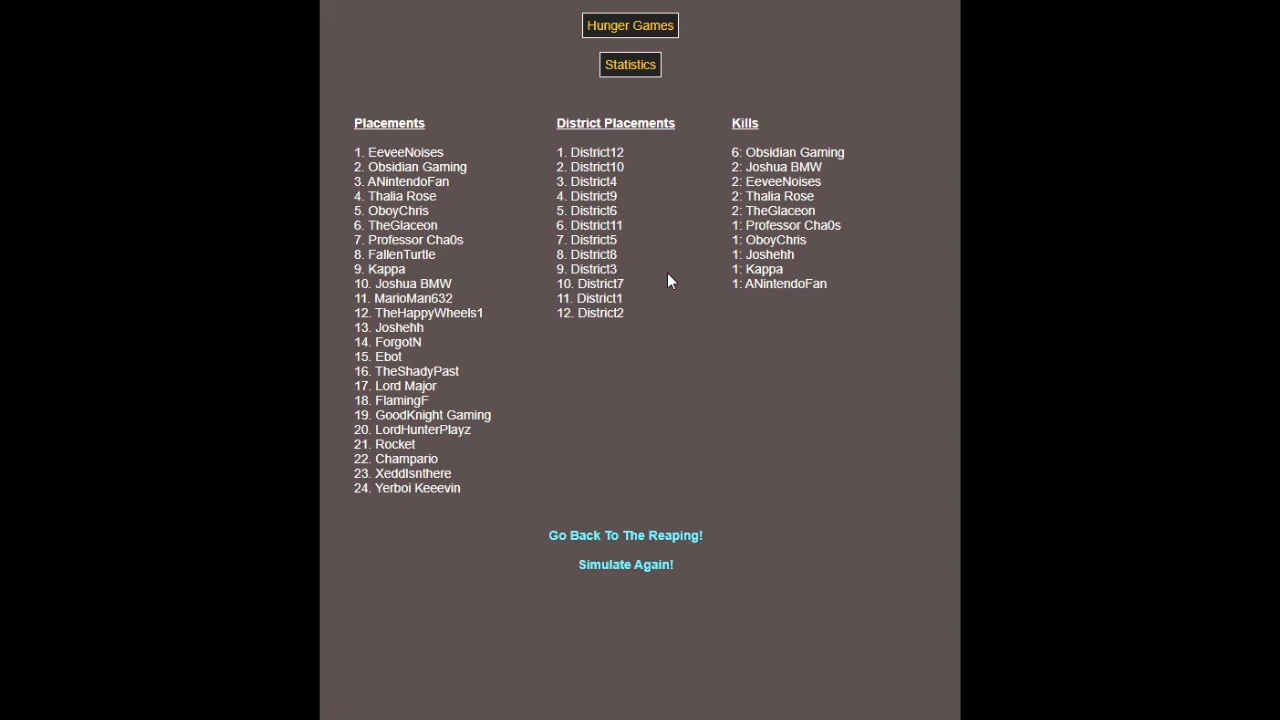 Hunger Games
Statistics
Placements
1. EeveeNoises
2. Obsidian Gaming
3. ANintendoFan
4. Thalia Rose
5. OboyChris
6. TheGlaceon
7. Professor Cha0s
8. FallenTurtle
9. Kappa
10. Joshua BMW
11. MarioMan632
12. TheHappyWheels1
13. Joshehh
14. ForgotN
15. Ebot
16. TheShadyPast
17. Lord Major
18. FlamingF
19. GoodKnight Gaming
20. LordHunterPlayz
21. Rocket
22. Champario
23. XeddIsnthere
24. Yerboi Keeevin
District Placements
1. District12
2. District10
3. District4
4. District9
5. District6
6. District11
7. District5
8. District8
9. District3
10. District7
11. District1
12. District2
Kills
6: Obsidian Gaming
2: Joshua BMW
2: EeveeNoises
2: Thalia Rose
2: TheGlaceon
1: Professor Cha0s
1: OboyChris
1: Joshehh
1: Kappa
1: ANintendoFan
Go Back To The Reaping!
Simulate Again!